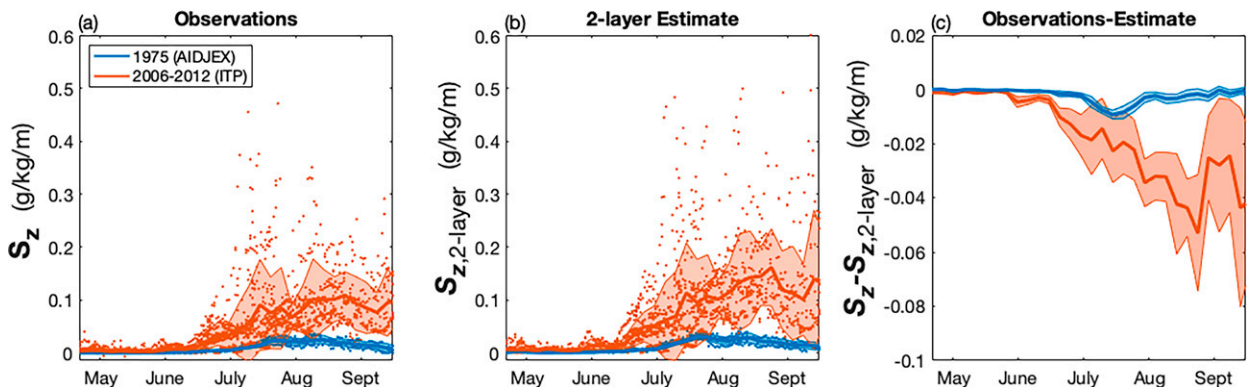 (a) Observations
0.6
0.5
0.4
0.3
0.2
0.1
0
S_z (g/kg/m)
1975 (AIDJEX)
2006-2012 (ITP)
May June July Aug Sept
(b) 2-layer Estimate
0.6
0.5
0.4
0.3
0.2
0.1
0
S_z,2-layer (g/kg/m)
May June July Aug Sept
(c) Observations-Estimate
0.02
0
-0.02
-0.04
-0.06
-0.08
-0.1
S_z-S_z,2-layer (g/kg/m)
May June July Aug Sept